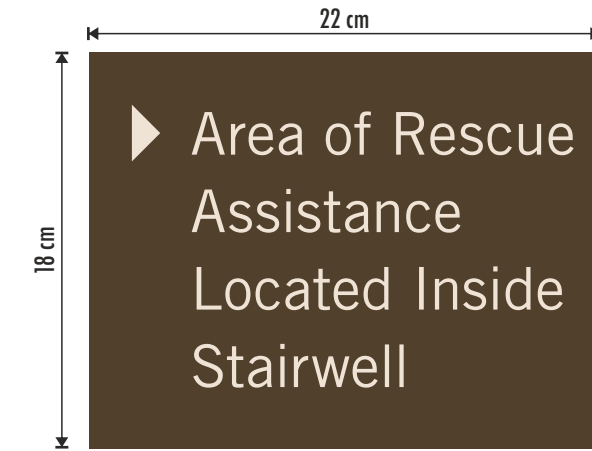 22 cm
18 cm
Area of Rescue
Assistance
Located Inside
Stairwell